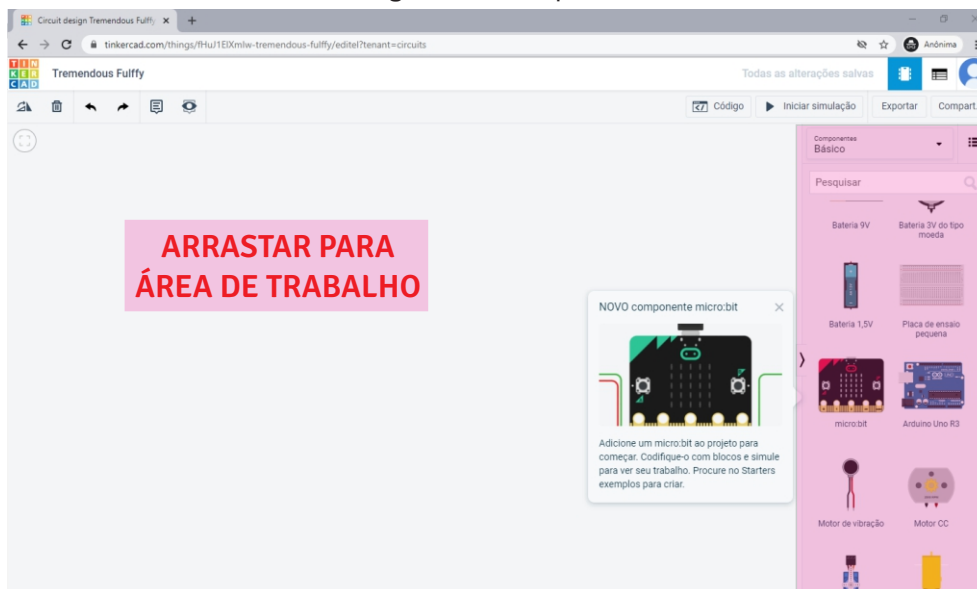 Circuit design Tremendous Fulffy
tinkercad.com/things/fHuJ1ElXmlw-tremendous-fulffy/editel?tenant=circuits
Anónima
TIN
KER
CAD
Tremendous Fulffy
Todas as alterações salvas
Código
Iniciar simulação
Exportar
Compart.
Componentes
Básico
Pesquisar
ARRASTAR PARA
ÁREA DE TRABALHO
Bateria 9V
Bateria 3V do tipo
moeda
Bateria 1,5V
Placa de ensaio
pequena
NOVO componente micro:bit
Adicione um micro:bit ao projeto para
começar. Codifique-o com blocos e simule
para ver seu trabalho. Procure no Starters
exemplos para criar.
micro:bit
Arduino Uno R3
Motor de vibração
Motor CC